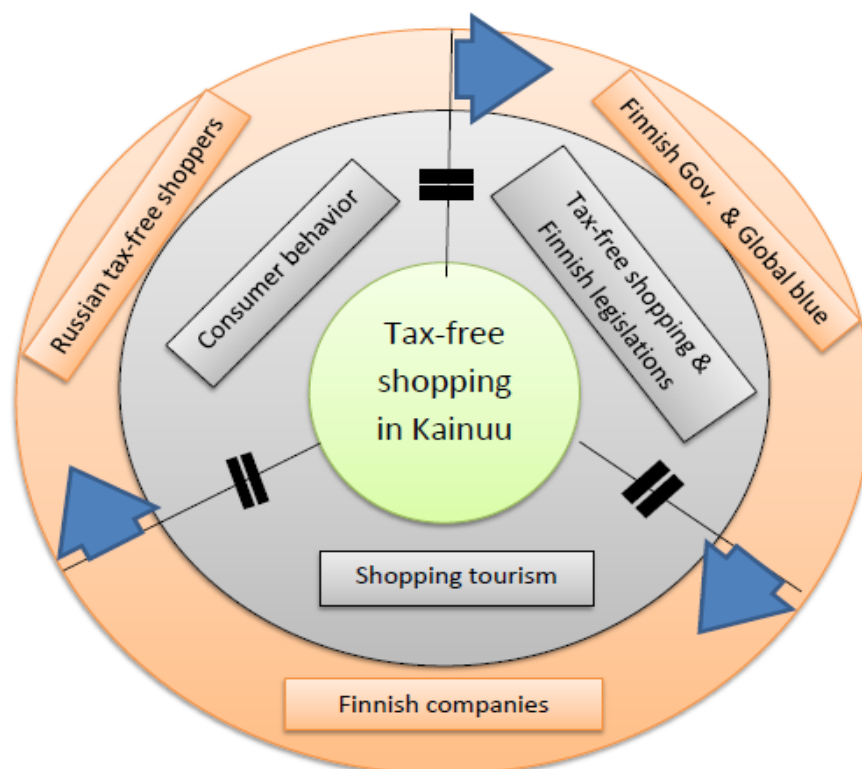 Russian tax-free shoppers
Consumer behavior
Tax-free
shopping
in Kainuu
Tax-free shopping &
Finnish legislations
Finnish Gov. & Global blue
Shopping tourism
Finnish companies